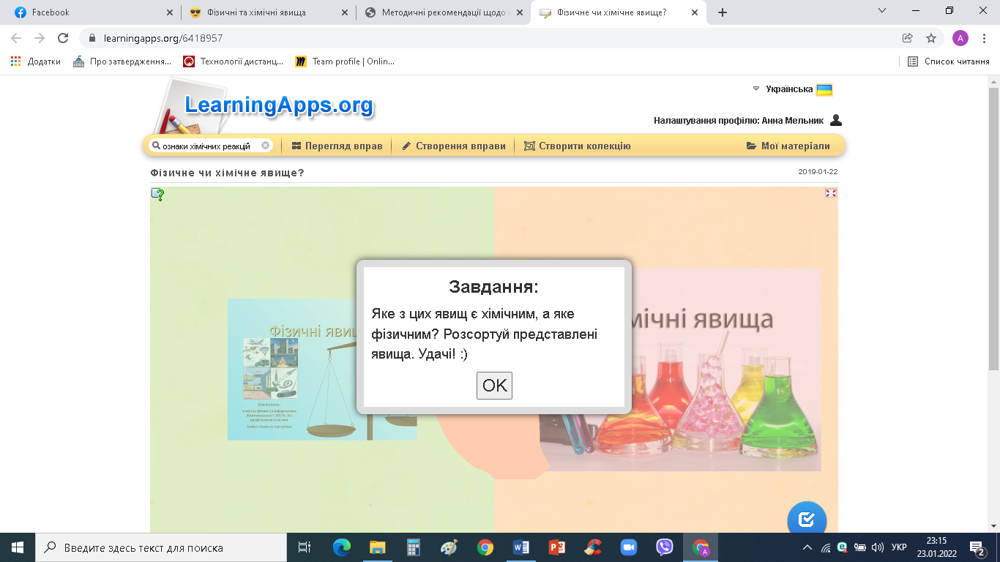 Facebook
Фізичні та хімічні явища
Методичні рекомендації щодо
Фізичне чи хімічне явище?
learningapps.org/6418957
A
Додатки
Про затвердження...
Технології дистанц...
Team profile | Onlin...
Список читання
LearningApps.org
Українська
Налаштування профілю: Анна Мельник
ознаки хімічних реакцій
Перегляд вправ
Створення вправи
Створити колекцію
Мої матеріали
Фізичне чи хімічне явище?
2019-01-22
Завдання:
Яке з цих явищ є хімічним, а яке
фізичним? Розсортуй представлені
явища. Удачі! :)
OK
Фізичні явищ
мічні явища
Введите здесь текст для поиска
УКР
23:15
23.01.2022
2